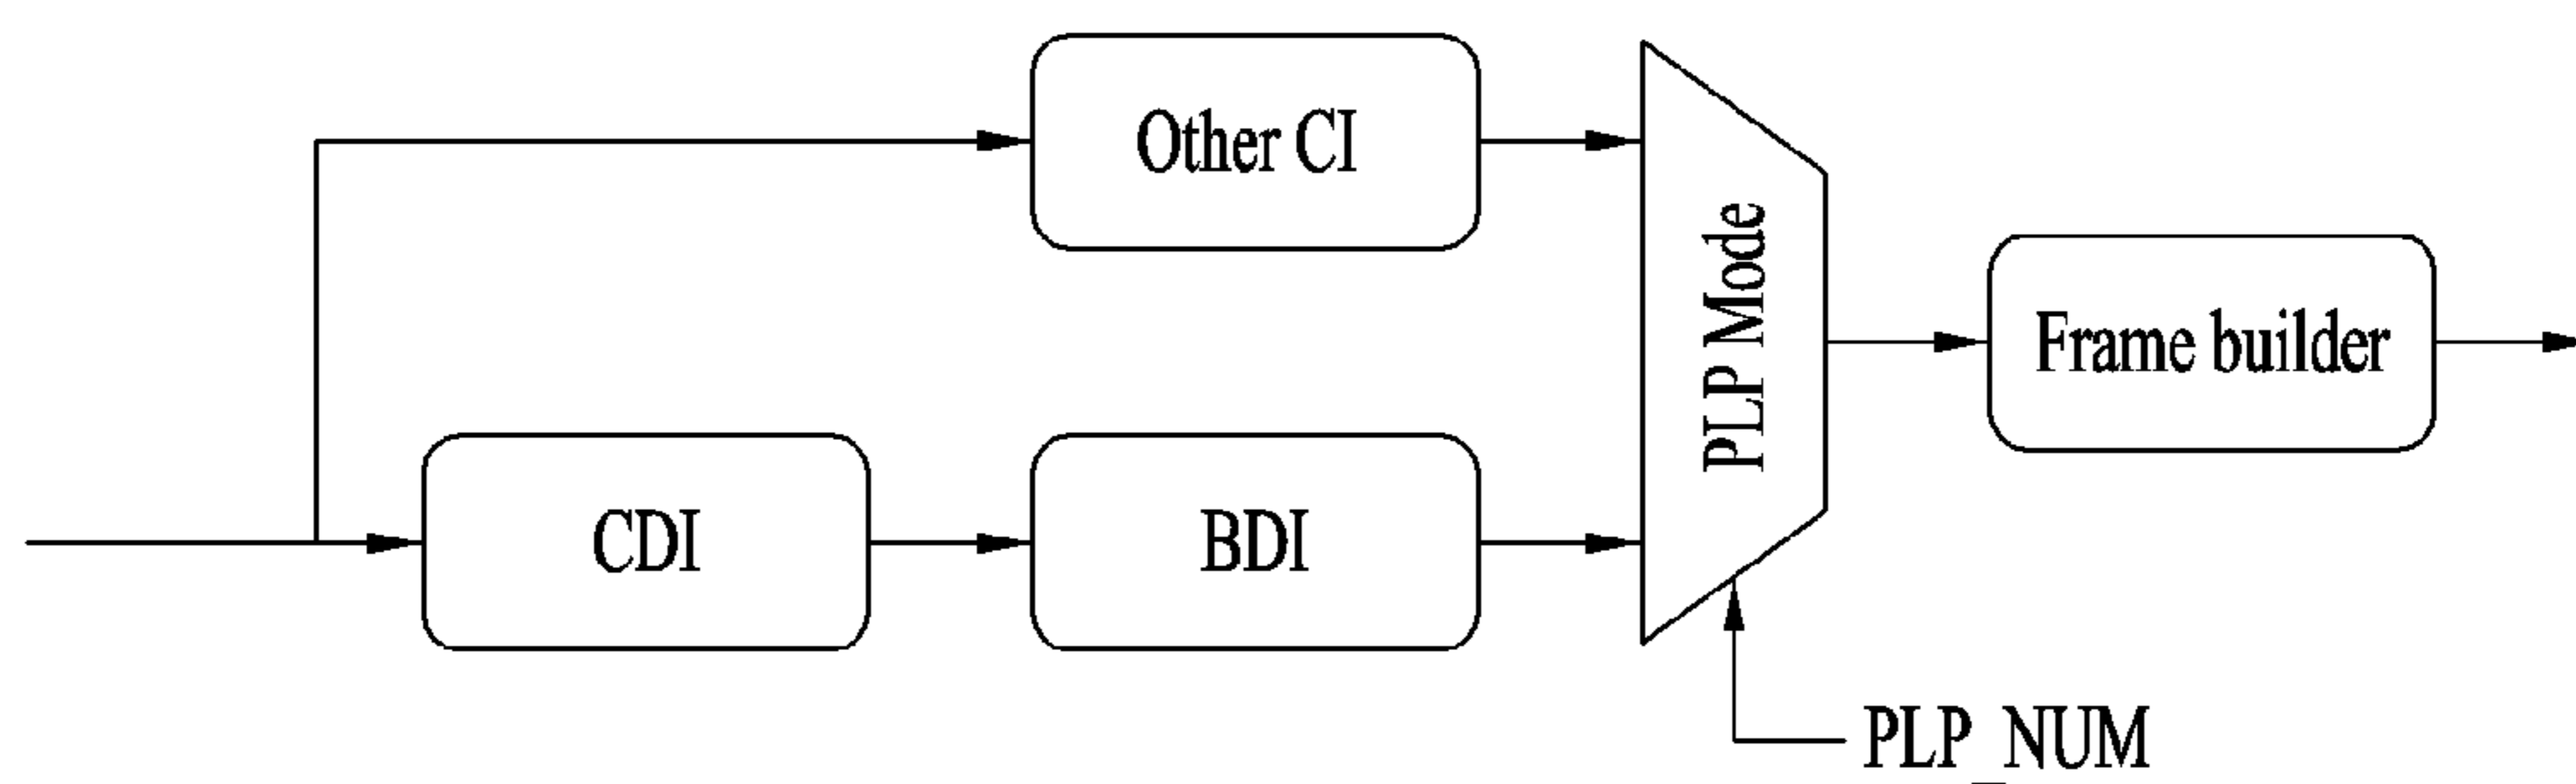 Other CI
PLP Mode
Frame builder
CDI
BDI
PLP_NUM